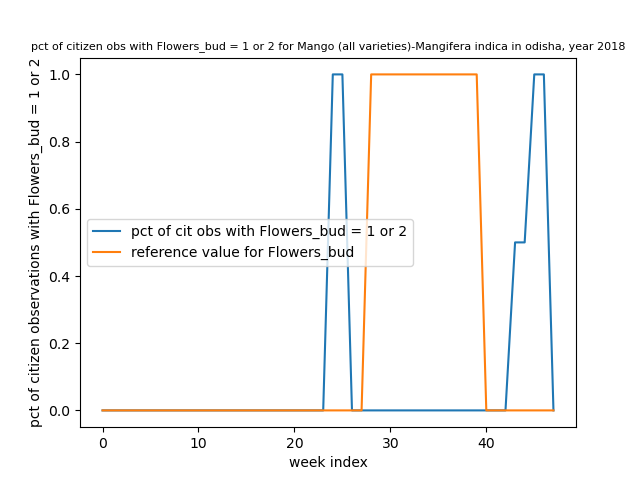 pct of citizen obs with Flowers_bud = 1 or 2 for Mango (all varieties)-Mangifera indica in odisha, year 2018
pct of citizen observations with Flowers_bud = 1 or 2
1.0
0.8
0.6
0.4
0.2
0.0
pct of cit obs with Flowers_bud = 1 or 2
reference value for Flowers_bud
0 10 20 30 40
week index